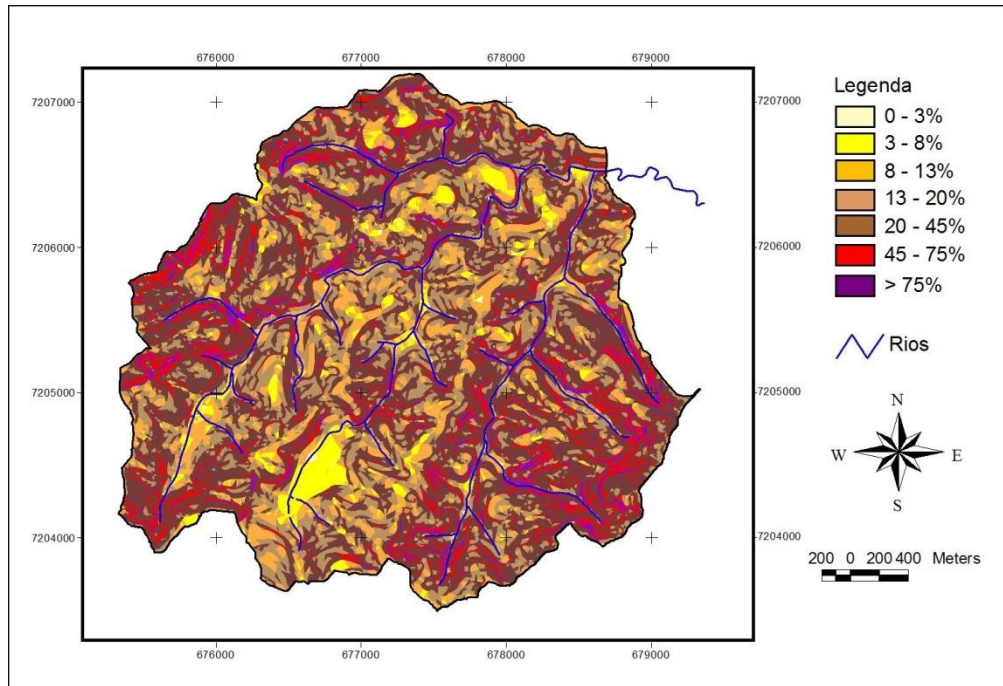 676000 677000 678000 679000
7207000 7207000
7206000 7206000
7205000 7205000
7204000 7204000
676000 677000 678000 679000
Legenda
0 - 3%
3 - 8%
8 - 13%
13 - 20%
20 - 45%
45 - 75%
> 75%
Rios
N
W E
S
200 0 200 400 Meters